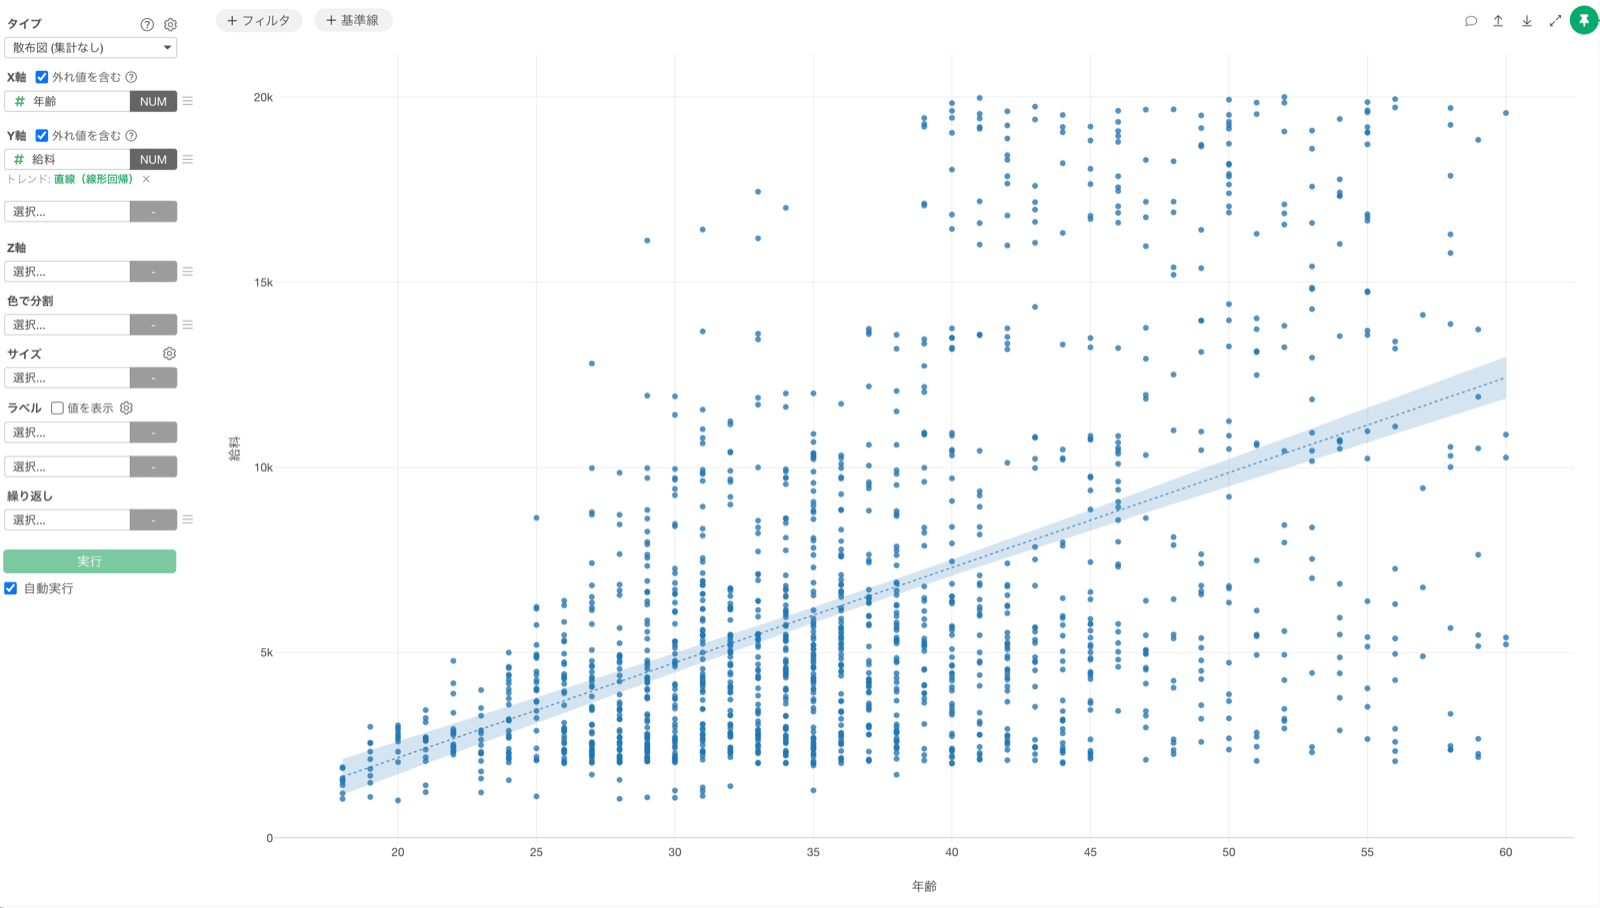 タイプ
散布図 (集計なし)
X軸 外れ値を含む
# 年齢 NUM
Y軸 外れ値を含む
# 給料 NUM
トレンド: 直線（線形回帰） ×
選択... -
Z軸
選択... -
色で分割
選択... -
サイズ
選択... -
ラベル 値を表示
選択... -
選択... -
繰り返し
選択... -
実行
自動実行
+ フィルタ + 基準線
20k
15k
10k
5k
0
給料
20 25 30 35 40 45 50 55 60
年齢